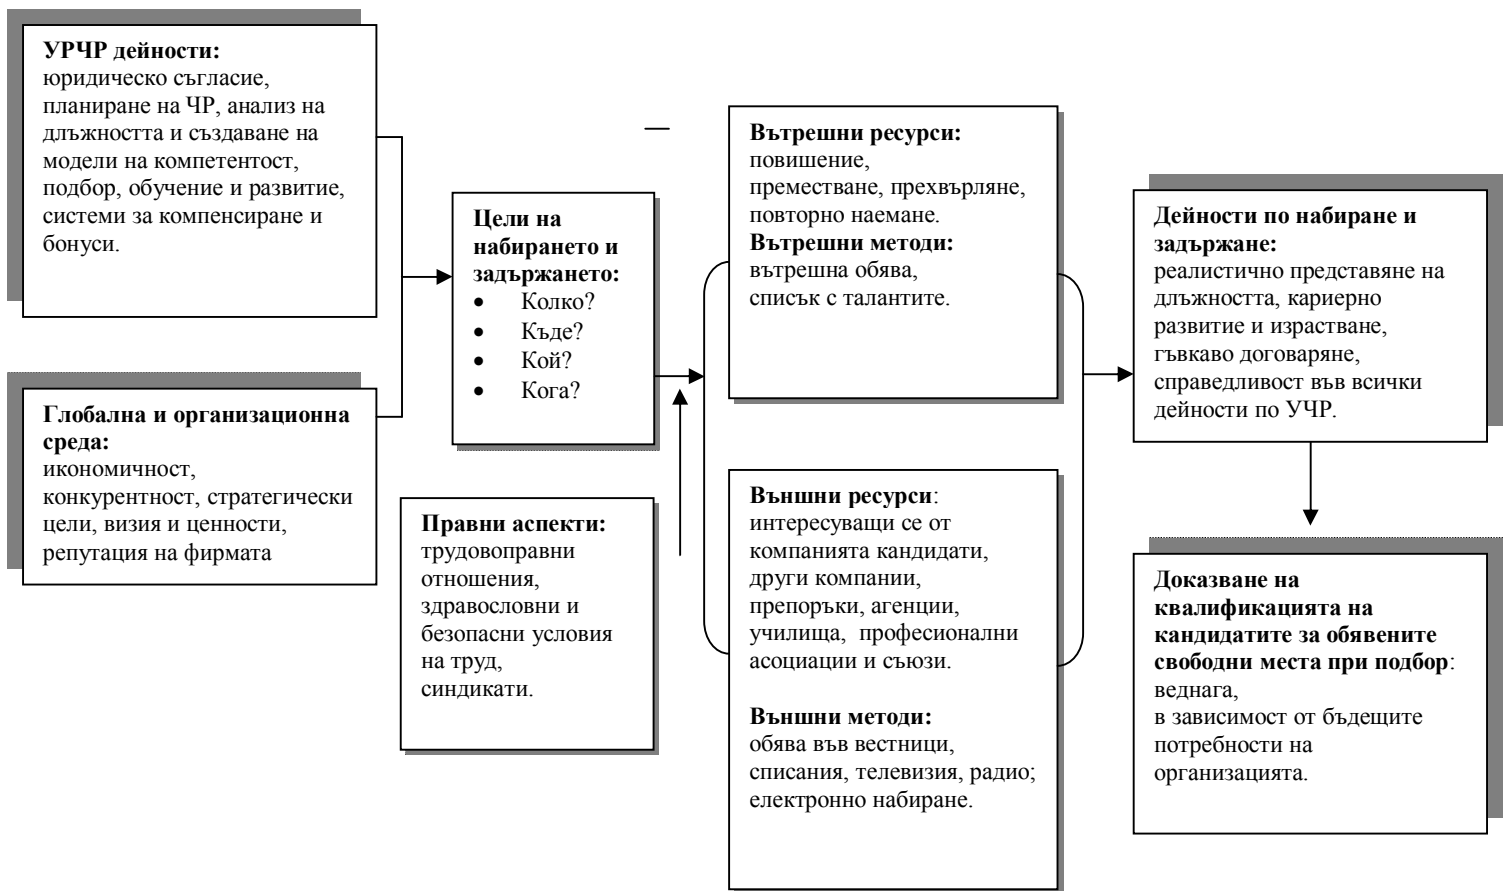 УРЧР дейности:
юридическо съгласие,
планиране на ЧР, анализ на
длъжността и създаване на
модели на компетентост,
подбор, обучение и развитие,
системи за компенсиране и
бонуси.
Глобална и организационна
среда:
икономичност,
конкурентност, стратегически
цели, визия и ценности,
репутация на фирмата
Цели на
набирането и
задържането:
• Колко?
• Къде?
• Кой?
• Кога?
Правни аспекти:
трудовоправни
отношения,
здравословни и
безопасни условия
на труд,
синдикати.
Вътрешни ресурси:
повишение,
преместване, прехвърляне,
повторно наемане.
Вътрешни методи:
вътрешна обява,
списък с талантите.
Външни ресурси:
интересуващи се от
компанията кандидати,
други компании,
препоръки, агенции,
училища, професионални
асоциации и съюзи.
Външни методи:
обява във вестници,
списания, телевизия, радио;
електронно набиране.
Дейности по набиране и
задържане:
реалистично представяне на
длъжността, кариерно
развитие и израстване,
гъвкаво договаряне,
справедливост във всички
дейности по УЧР.
Доказване на
квалификацията на
кандидатите за обявените
свободни места при подбор:
веднага,
в зависимост от бъдещите
потребности на
организацията.